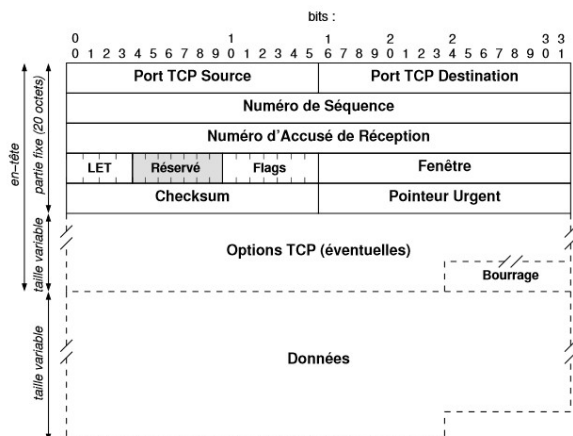 bits :
0 1 1 2 2 3 3
0 1 2 3 4 5 6 7 8 9 0 1 2 3 4 5 6 7 8 9 0 1 2 3 4 5 6 7 8 9 0 1
Port TCP Source Port TCP Destination
Numéro de Séquence
Numéro d'Accusé de Réception
LET Réservé Flags Fenêtre
Checksum Pointeur Urgent
Options TCP (éventuelles)
Bourrage
Données
en-tête
partie fixe (20 octets)
taille variable
taille variable